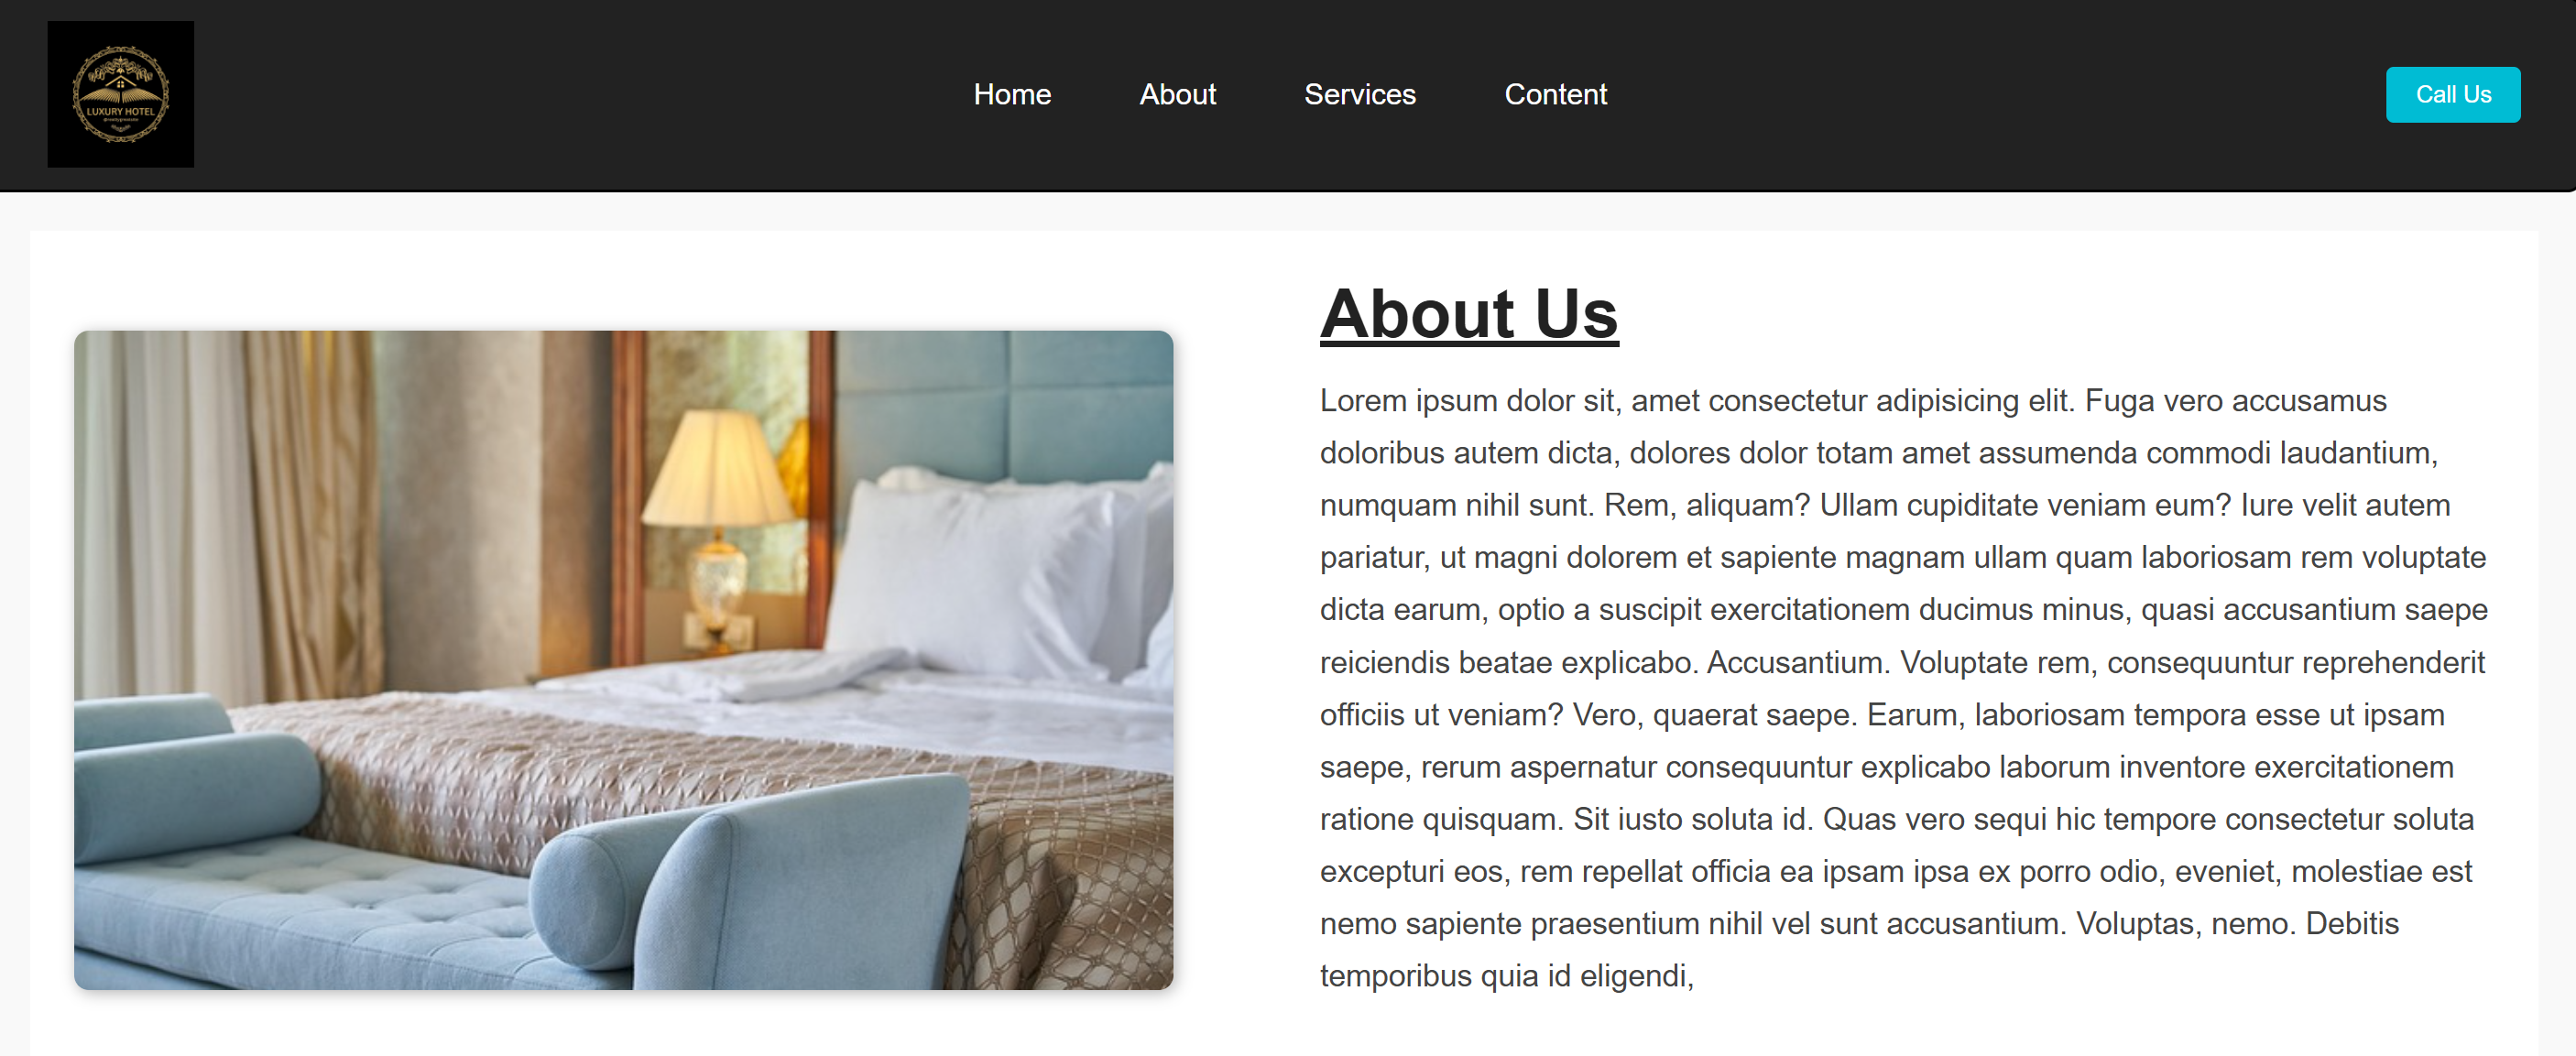 LUXURY HOTEL
Home
About
Services
Content
Call Us
About Us
Lorem ipsum dolor sit, amet consectetur adipisicing elit. Fuga vero accusamus
doloribus autem dicta, dolores dolor totam amet assumenda commodi laudantium,
numquam nihil sunt. Rem, aliquam? Ullam cupiditate veniam eum? Iure velit autem
pariatur, ut magni dolorem et sapiente magnam ullam quam laboriosam rem voluptate
dicta earum, optio a suscipit exercitationem ducimus minus, quasi accusantium saepe
reiciendis beatae explicabo. Accusantium. Voluptate rem, consequuntur reprehenderit
officiis ut veniam? Vero, quaerat saepe. Earum, laboriosam tempora esse ut ipsam
saepe, rerum aspernatur consequuntur explicabo laborum inventore exercitationem
ratione quisquam. Sit iusto soluta id. Quas vero sequi hic tempore consectetur soluta
excepturi eos, rem repellat officia ea ipsam ipsa ex porro odio, eveniet, molestiae est
nemo sapiente praesentium nihil vel sunt accusantium. Voluptas, nemo. Debitis
temporibus quia id eligendi,